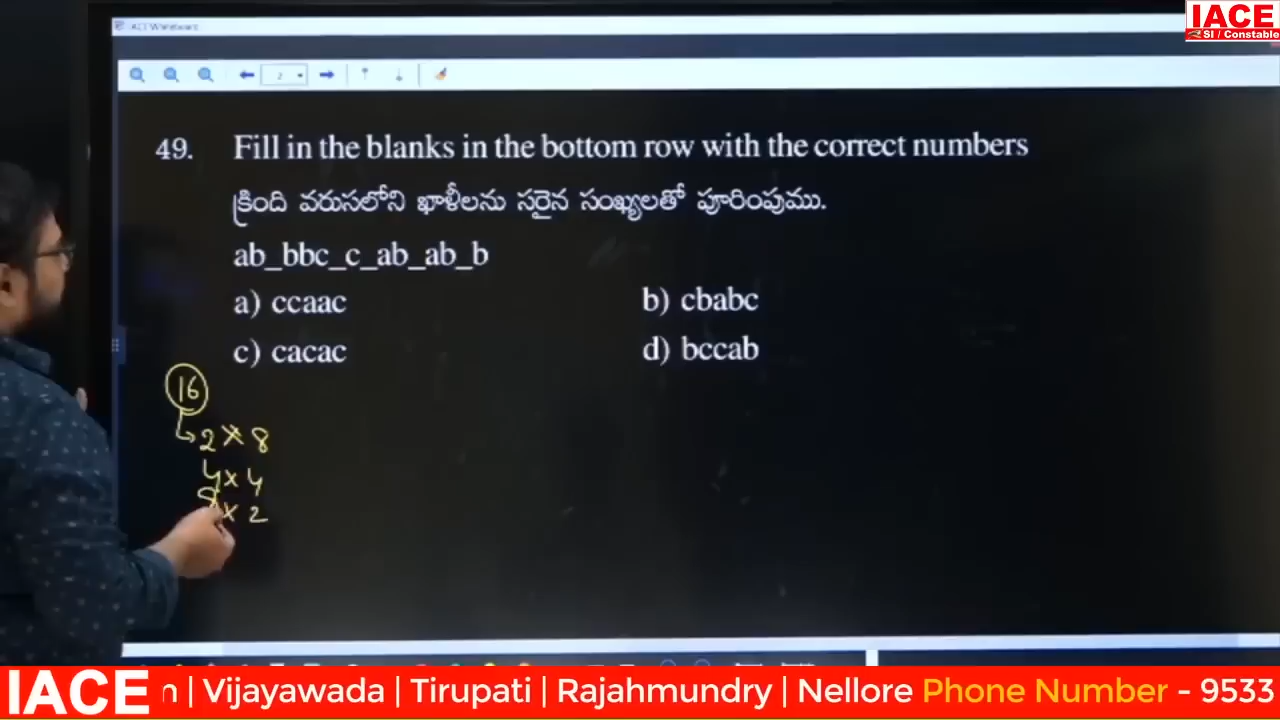 IACE
SI / Constable
2
49. Fill in the blanks in the bottom row with the correct numbers
క్రింది వరుసలోని ఖాళీలను సరైన సంఖ్యలతో పూరింపుము.
ab_bbc_c_ab_ab_b
a) ccaac b) cbabc
c) cacac d) bccab
16
2 × 8
4 × 4
8 × 2
IACE n | Vijayawada | Tirupati | Rajahmundry | Nellore Phone Number - 9533